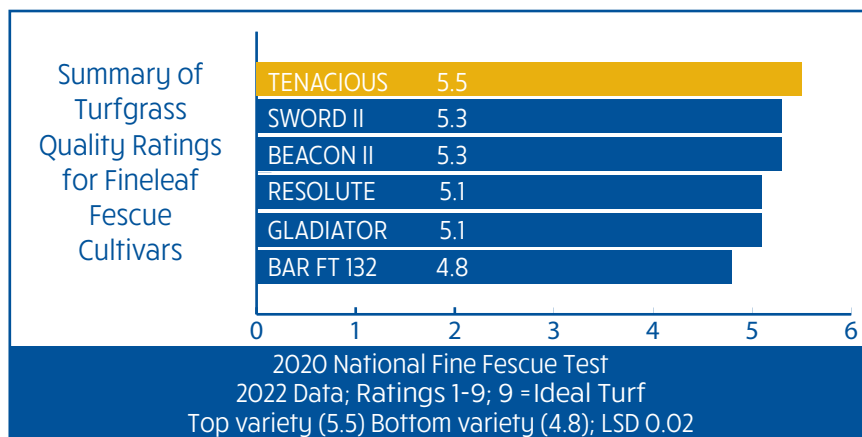 Summary of
Turfgrass
Quality Ratings
for Fineleaf
Fescue
Cultivars
TENACIOUS 5.5
SWORD II 5.3
BEACON II 5.3
RESOLUTE 5.1
GLADIATOR 5.1
BAR FT 132 4.8
0 1 2 3 4 5 6
2020 National Fine Fescue Test
2022 Data; Ratings 1-9; 9 = Ideal Turf
Top variety (5.5) Bottom variety (4.8); LSD 0.02